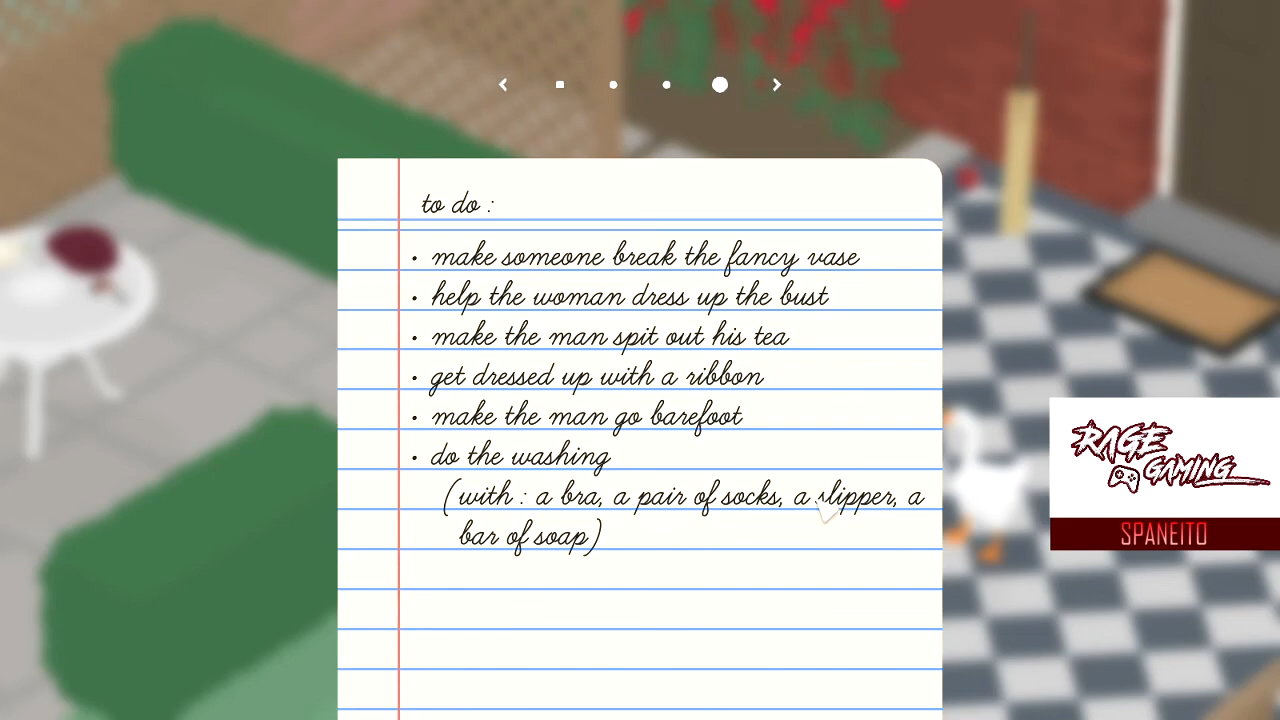 to do :
• make someone break the fancy vase
• help the woman dress up the bust
• make the man spit out his tea
• get dressed up with a ribbon
• make the man go barefoot
• do the washing
(with : a bra, a pair of socks, a slipper, a
bar of soap)
RAGE
GAMING
SPANEITO